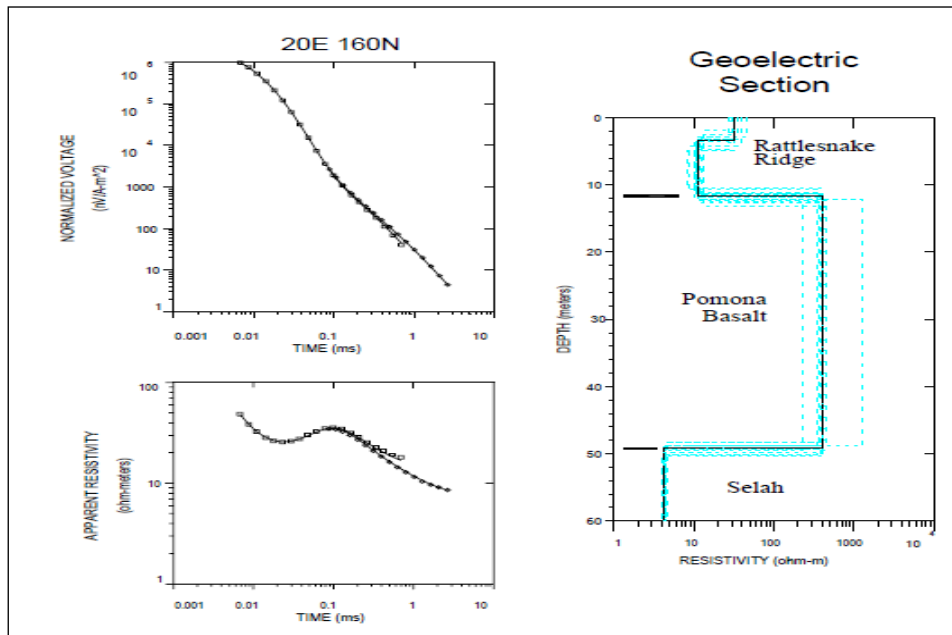 20E 160N
10 6
10 5
10 4
1000
100
10
1
NORMALIZED VOLTAGE
(nV/A-m^2)
0.001
0.01
0.1
1
10
TIME (ms)
100
10
1
APPARENT RESISTIVITY
(ohm-meters)
0.001
0.01
0.1
1
10
TIME (ms)
Geoelectric
Section
0
10
20
30
40
50
60
DEPTH (meters)
Rattlesnake
Ridge
Pomona
Basalt
Selah
1
10
100
1000
10 4
RESISTIVITY (ohm-m)